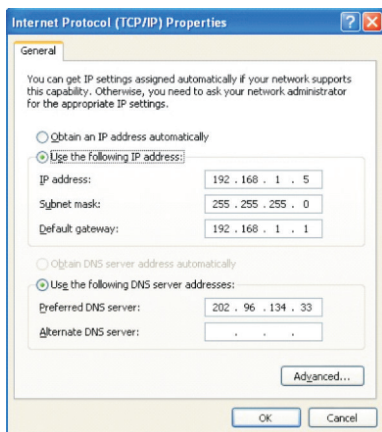 Internet Protocol (TCP/IP) Properties
General
You can get IP settings assigned automatically if your network supports
this capability. Otherwise, you need to ask your network administrator
for the appropriate IP settings.
Obtain an IP address automatically
Use the following IP address:
IP address: 192 . 168 . 1 . 5
Subnet mask: 255 . 255 . 255 . 0
Default gateway: 192 . 168 . 1 . 1
Obtain DNS server address automatically
Use the following DNS server addresses:
Preferred DNS server: 202 . 96 . 134 . 33
Alternate DNS server: . . .
Advanced...
OK Cancel